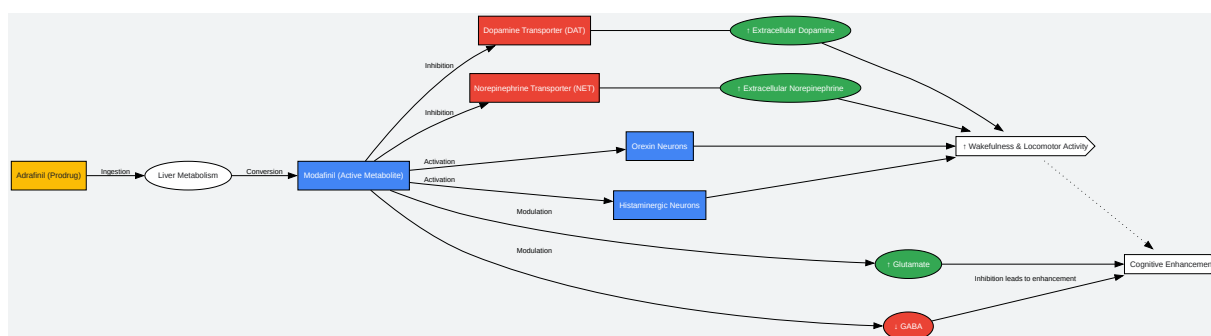 Dopamine Transporter (DAT)
↑ Extracellular Dopamine
Inhibition
Norepinephrine Transporter (NET)
↑ Extracellular Norepinephrine
Inhibition
Orexin Neurons
↑ Wakefulness & Locomotor Activity
Activation
Adrafinil (Prodrug)
Ingestion
Liver Metabolism
Conversion
Modafinil (Active Metabolite)
Activation
Histaminergic Neurons
Modulation
Modulation
↑ Glutamate
Cognitive Enhancement
Inhibition leads to enhancement
↓ GABA